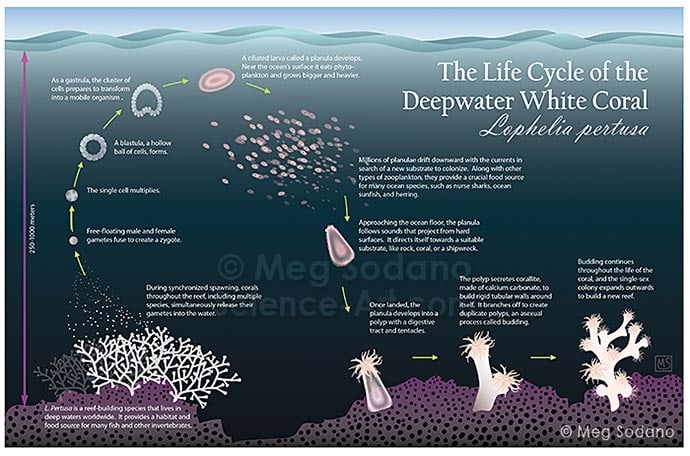 The Life Cycle of the
Deepwater White Coral
Lophelia pertusa
A ciliated larva called a planula develops.
Near the ocean's surface it eats phyto-
plankton and grows bigger and heavier.
As a gastrula, the cluster of
cells prepares to transform
into a mobile organism .
A blastula, a hollow
ball of cells, forms.
The single cell multiplies.
Free-floating male and female
gametes fuse to create a zygote.
250-1000 meters
During synchronized spawning, corals
throughout the reef, including multiple
species, simultaneously release their
gametes into the water.
L. Pertusa is a reef-building species that lives in
deep waters worldwide. It provides a habitat and
food source for many fish and other invertebrates.
Millions of planulae drift downward with the currents in
search of a new substrate to colonize. Along with other
types of zooplankton, they provide a crucial food source
for many ocean species, such as nurse sharks, ocean
sunfish, and herring.
Approaching the ocean floor, the planula
follows sounds that project from hard
surfaces. It directs itself towards a suitable
substrate, like rock, coral, or a shipwreck.
Once landed, the
planula develops into a
polyp with a digestive
tract and tentacles.
The polyp secretes corallite,
made of calcium carbonate, to
build rigid tubular walls around
itself. It branches off to create
duplicate polyps, an asexual
process called budding.
Budding continues
throughout the life of the
coral, and the single-sex
colony expands outwards
to build a new reef.
© Meg Sodano
MS
© Meg Sodano